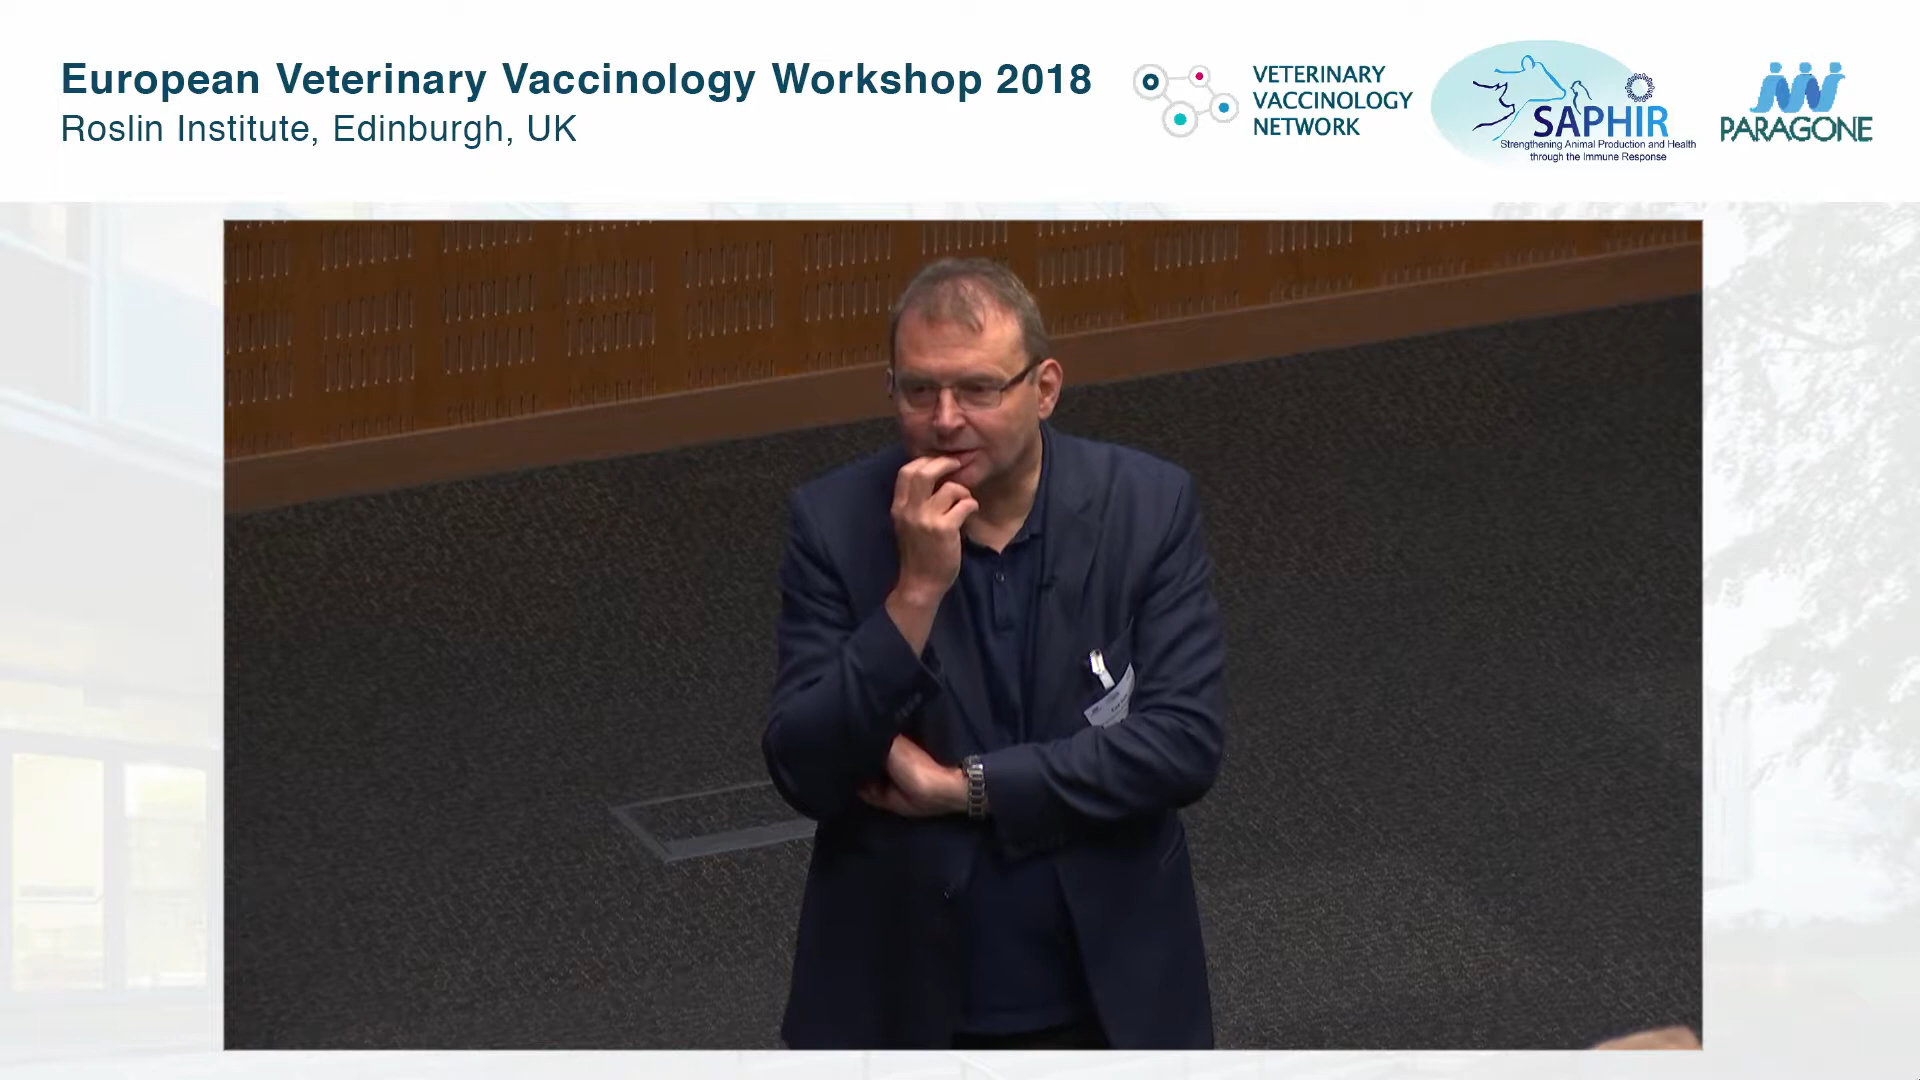 European Veterinary Vaccinology Workshop 2018
Roslin Institute, Edinburgh, UK
VETERINARY
VACCINOLOGY
NETWORK
SAPHIR
Strengthening Animal Production and Health
through the Immune Response
PARAGONE